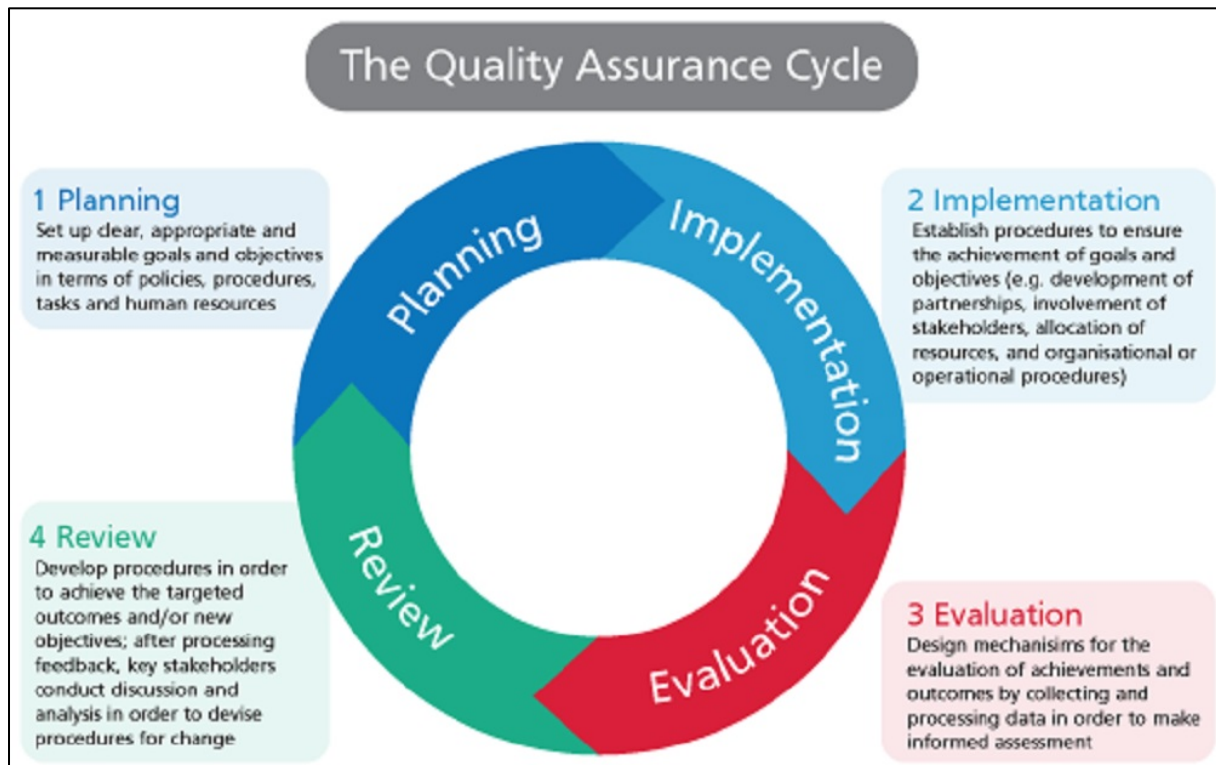 The Quality Assurance Cycle
1 Planning
Set up clear, appropriate and
measurable goals and objectives
in terms of policies, procedures,
tasks and human resources
2 Implementation
Establish procedures to ensure
the achievement of goals and
objectives (e.g. development of
partnerships, involvement of
stakeholders, allocation of
resources, and organisational or
operational procedures)
Planning
Implementation
Evaluation
Review
3 Evaluation
Design mechanisims for the
evaluation of achievements and
outcomes by collecting and
processing data in order to make
informed assessment
4 Review
Develop procedures in order
to achieve the targeted
outcomes and/or new
objectives; after processing
feedback, key stakeholders
conduct discussion and
analysis in order to devise
procedures for change